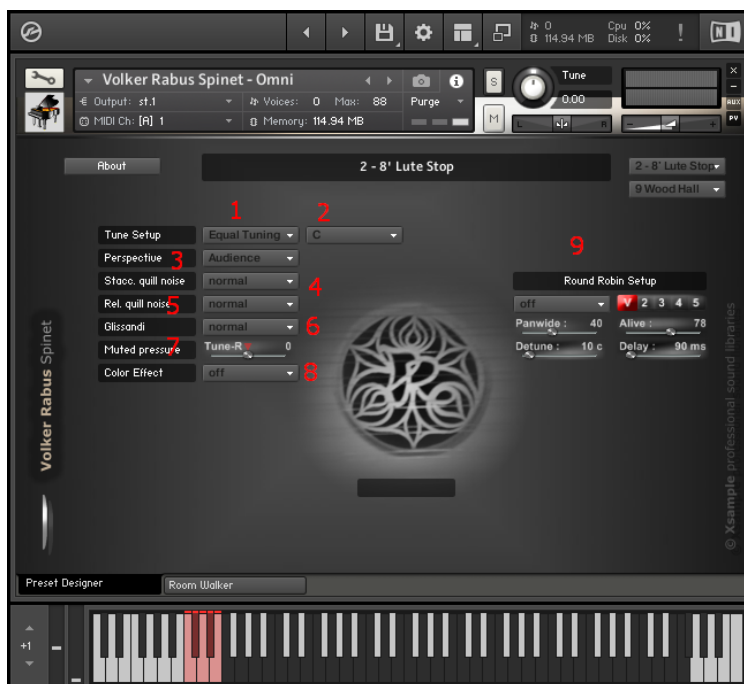 0 Cpu 0%
0 114.94 MB Disk 0% ! NI
Volker Rabus Spinet - Omni
Output: st.1 Voices: 0 Max: 88 Purge
MIDI Ch: [A] 1 Memory: 114.94 MB
S
M
Tune
0.00
L R
- +
×
-
AUX
PV
About
2 - 8' Lute Stop
2 - 8' Lute Stop
9 Wood Hall
1 2
Tune Setup Equal Tuning C
Perspective 3 Audience
Stacc. quill noise normal 4
Rel. quill noise 5 normal
Glissandi normal 6
Muted pressure 7 Tune-R 0
Color Effect off 8
9
Round Robin Setup
off V 2 3 4 5
Panwide : 40 Alive : 78
Detune : 10 c Delay : 90 ms
Volker Rabus Spinet
© Xsample professional sound libraries
Preset Designer Room Walker
+1